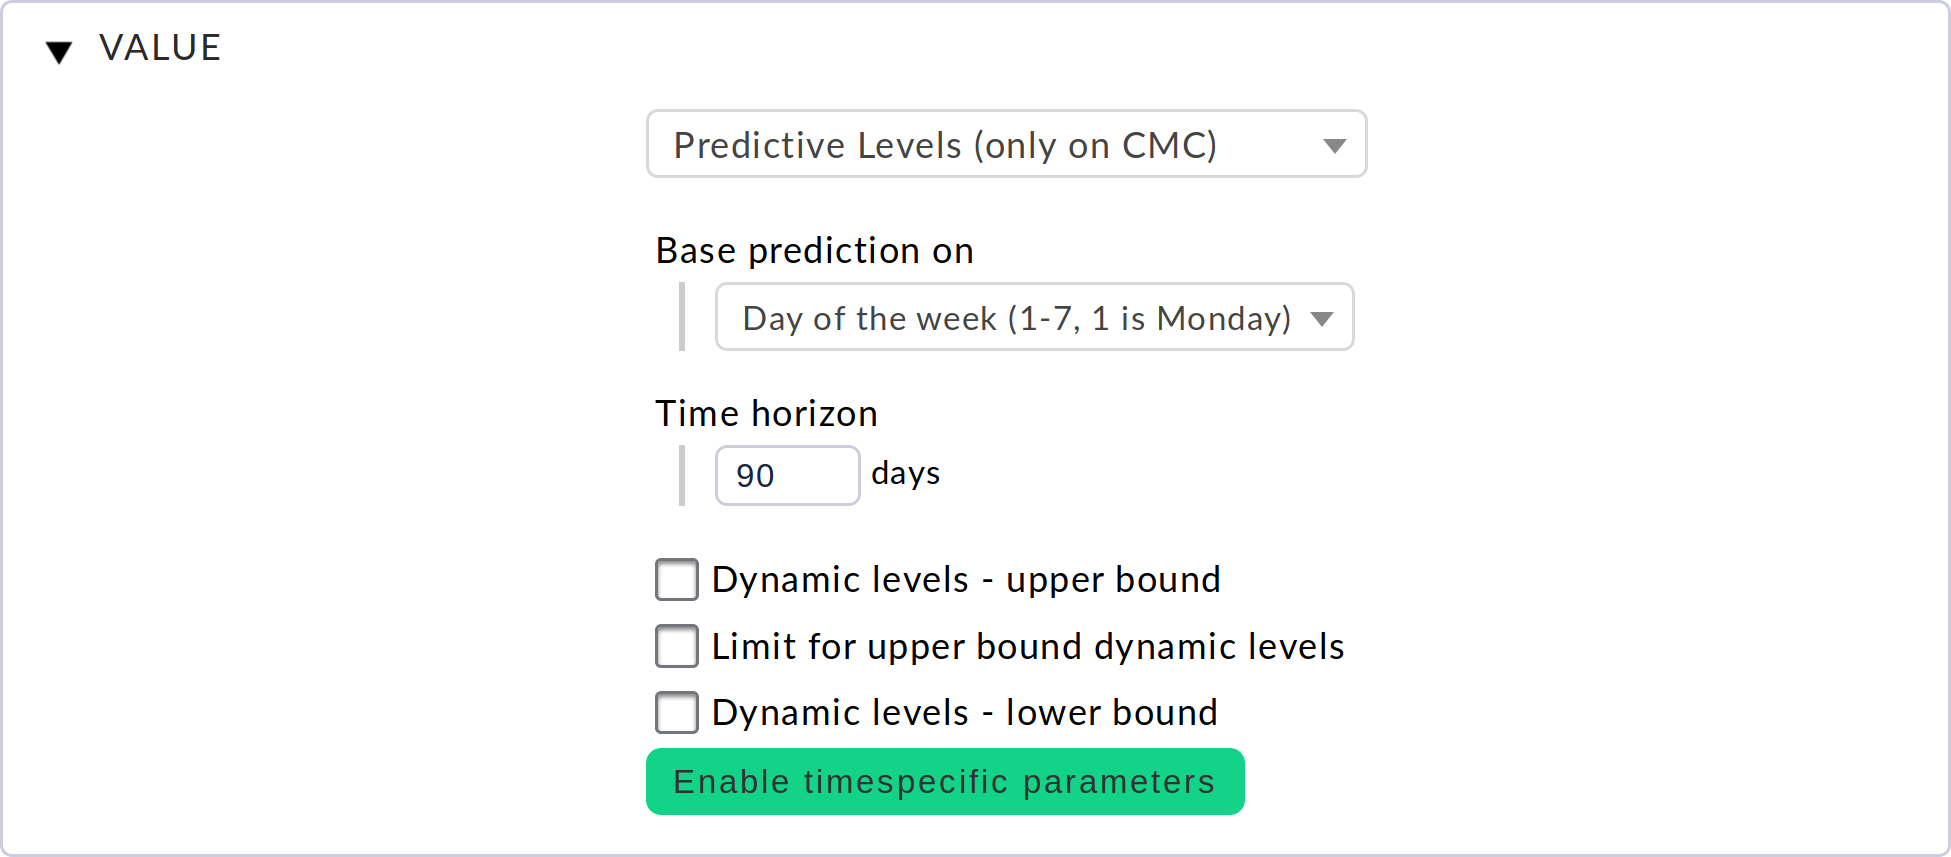 VALUE
Predictive Levels (only on CMC)
Base prediction on
Day of the week (1-7, 1 is Monday)
Time horizon
90 days
Dynamic levels - upper bound
Limit for upper bound dynamic levels
Dynamic levels - lower bound
Enable timespecific parameters